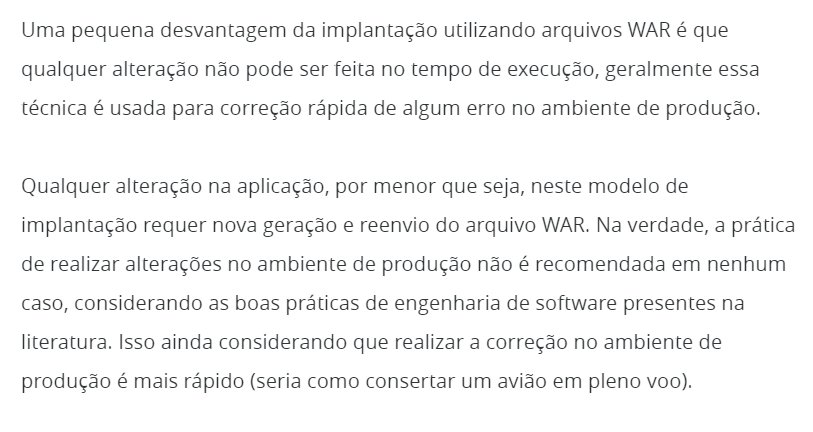 Uma pequena desvantagem da implantação utilizando arquivos WAR é que
qualquer alteração não pode ser feita no tempo de execução, geralmente essa
técnica é usada para correção rápida de algum erro no ambiente de produção.
Qualquer alteração na aplicação, por menor que seja, neste modelo de
implantação requer nova geração e reenvio do arquivo WAR. Na verdade, a prática
de realizar alterações no ambiente de produção não é recomendada em nenhum
caso, considerando as boas práticas de engenharia de software presentes na
literatura. Isso ainda considerando que realizar a correção no ambiente de
produção é mais rápido (seria como consertar um avião em pleno voo).